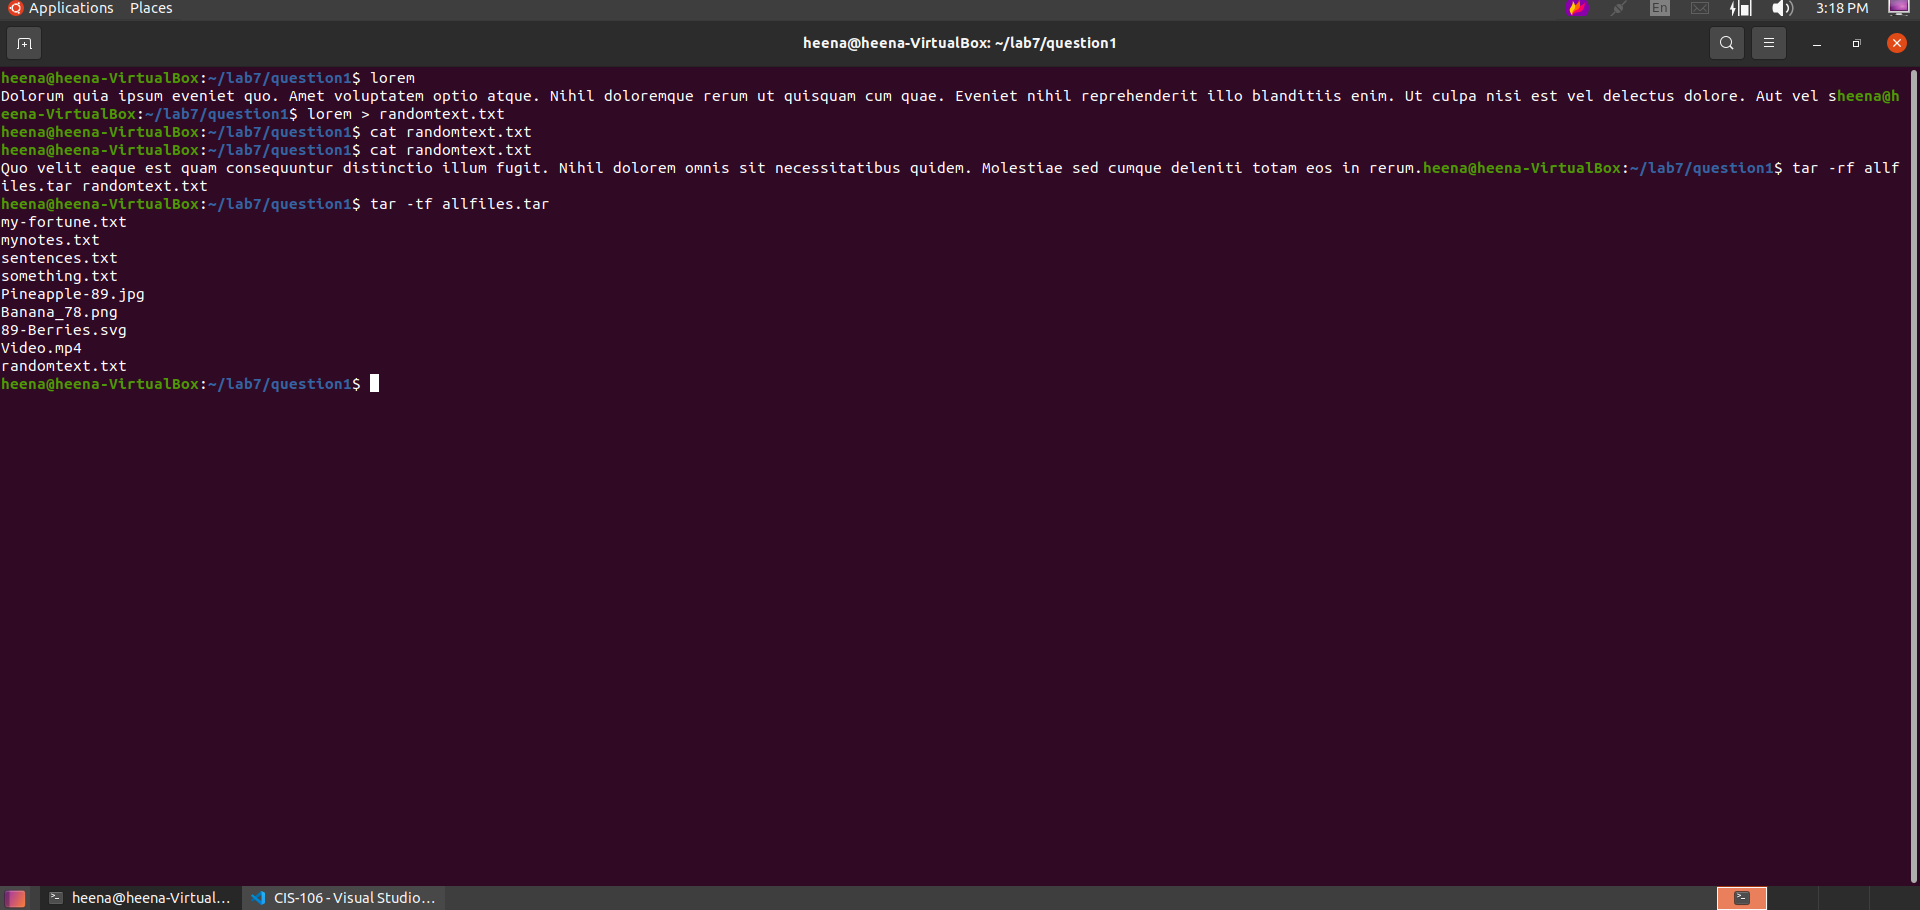 Applications Places En 3:18 PM
heena@heena-VirtualBox: ~/lab7/question1
heena@heena-VirtualBox:~/lab7/question1$ lorem
Dolorum quia ipsum eveniet quo. Amet voluptatem optio atque. Nihil doloremque rerum ut quisquam cum quae. Eveniet nihil reprehenderit illo blanditiis enim. Ut culpa nisi est vel delectus dolore. Aut vel sheena@h
eena-VirtualBox:~/lab7/question1$ lorem > randomtext.txt
heena@heena-VirtualBox:~/lab7/question1$ cat randomtext.txt
heena@heena-VirtualBox:~/lab7/question1$ cat randomtext.txt
Quo velit eaque est quam consequuntur distinctio illum fugit. Nihil dolorem omnis sit necessitatibus quidem. Molestiae sed cumque deleniti totam eos in rerum.heena@heena-VirtualBox:~/lab7/question1$ tar -rf allf
iles.tar randomtext.txt
heena@heena-VirtualBox:~/lab7/question1$ tar -tf allfiles.tar
my-fortune.txt
mynotes.txt
sentences.txt
something.txt
Pineapple-89.jpg
Banana_78.png
89-Berries.svg
Video.mp4
randomtext.txt
heena@heena-VirtualBox:~/lab7/question1$
heena@heena-Virtual... CIS-106 - Visual Studio...